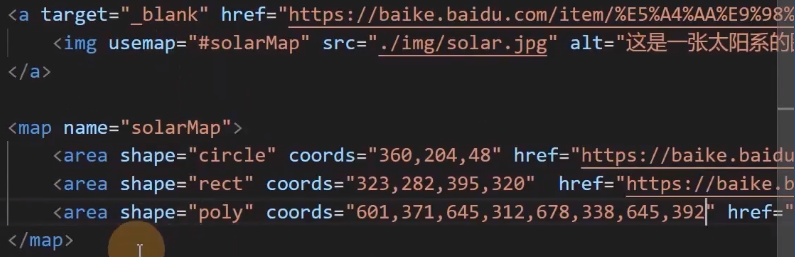 <a target="_blank" href="https://baike.baidu.com/item/%E5%A4%AA%E9%98%
<img usemap="#solarMap" src="./img/solar.jpg" alt="这是一张太阳系的
</a>
<map name="solarMap">
<area shape="circle" coords="360,204,48" href="https://baike.baidu
<area shape="rect" coords="323,282,395,320"  href="https://baike.b
<area shape="poly" coords="601,371,645,312,678,338,645,392" href="
</map>